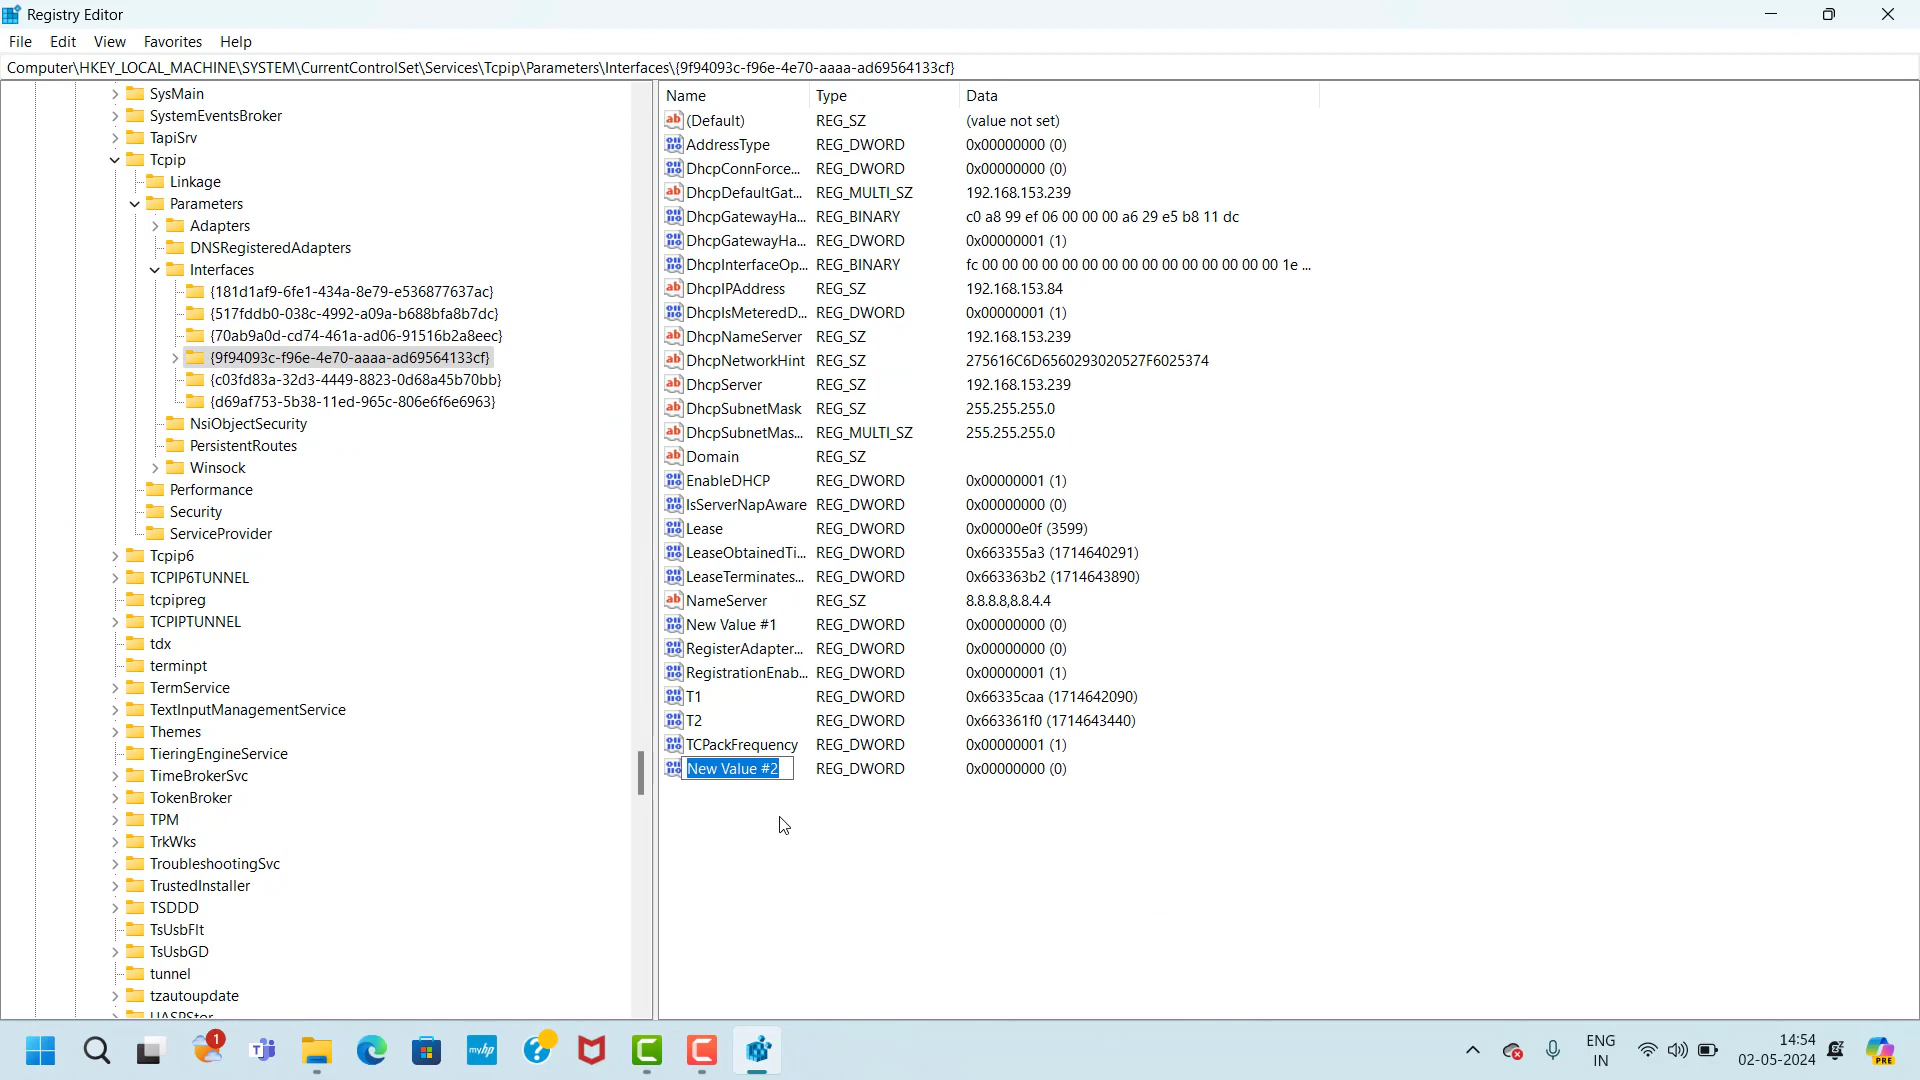 Registry Editor
File Edit View Favorites Help
Computer\HKEY_LOCAL_MACHINE\SYSTEM\CurrentControlSet\Services\Tcpip\Parameters\Interfaces\{9f94093c-f96e-4e70-aaaa-ad69564133cf}
SysMain
SystemEventsBroker
TapiSrv
Tcpip
Linkage
Parameters
Adapters
DNSRegisteredAdapters
Interfaces
{181d1af9-6fe1-434a-8e79-e536877637ac}
{517fddb0-038c-4992-a09a-b688bfa8b7dc}
{70ab9a0d-cd74-461a-ad06-91516b2a8eec}
{9f94093c-f96e-4e70-aaaa-ad69564133cf}
{c03fd83a-32d3-4449-8823-0d68a45b70bb}
{d69af753-5b38-11ed-965c-806e6f6e6963}
NsiObjectSecurity
PersistentRoutes
Winsock
Performance
Security
ServiceProvider
Tcpip6
TCPIP6TUNNEL
tcpipreg
TCPIPTUNNEL
tdx
terminpt
TermService
TextInputManagementService
Themes
TieringEngineService
TimeBrokerSvc
TokenBroker
TPM
TrkWks
TroubleshootingSvc
TrustedInstaller
TSDDD
TsUsbFlt
TsUsbGD
tunnel
tzautoupdate
UASPStor
Name Type Data
(Default) REG_SZ (value not set)
AddressType REG_DWORD 0x00000000 (0)
DhcpConnForce... REG_DWORD 0x00000000 (0)
DhcpDefaultGat... REG_MULTI_SZ 192.168.153.239
DhcpGatewayHa... REG_BINARY c0 a8 99 ef 06 00 00 00 a6 29 e5 b8 11 dc
DhcpGatewayHa... REG_DWORD 0x00000001 (1)
DhcpInterfaceOp... REG_BINARY fc 00 00 00 00 00 00 00 00 00 00 00 00 00 00 1e ...
DhcpIPAddress REG_SZ 192.168.153.84
DhcpIsMeteredD... REG_DWORD 0x00000001 (1)
DhcpNameServer REG_SZ 192.168.153.239
DhcpNetworkHint REG_SZ 275616C6D6560293020527F6025374
DhcpServer REG_SZ 192.168.153.239
DhcpSubnetMask REG_SZ 255.255.255.0
DhcpSubnetMas... REG_MULTI_SZ 255.255.255.0
Domain REG_SZ
EnableDHCP REG_DWORD 0x00000001 (1)
IsServerNapAware REG_DWORD 0x00000000 (0)
Lease REG_DWORD 0x00000e0f (3599)
LeaseObtainedTi... REG_DWORD 0x663355a3 (1714640291)
LeaseTerminates... REG_DWORD 0x663363b2 (1714643890)
NameServer REG_SZ 8.8.8.8,8.8.4.4
New Value #1 REG_DWORD 0x00000000 (0)
RegisterAdapter... REG_DWORD 0x00000000 (0)
RegistrationEnab... REG_DWORD 0x00000001 (1)
T1 REG_DWORD 0x66335caa (1714642090)
T2 REG_DWORD 0x663361f0 (1714643440)
TCPackFrequency REG_DWORD 0x00000001 (1)
New Value #2 REG_DWORD 0x00000000 (0)
1
myhp
ENG
IN
14:54
02-05-2024
PRE